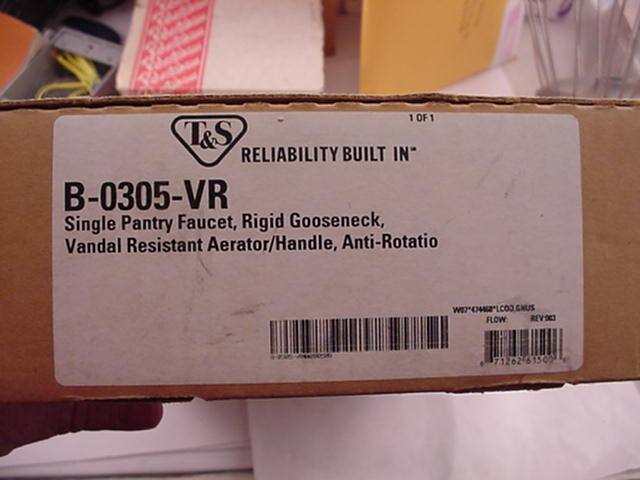 1 OF 1
T&S
RELIABILITY BUILT IN™
B-0305-VR
Single Pantry Faucet, Rigid Gooseneck,
Vandal Resistant Aerator/Handle, Anti-Rotatio
FLOW: REV:003